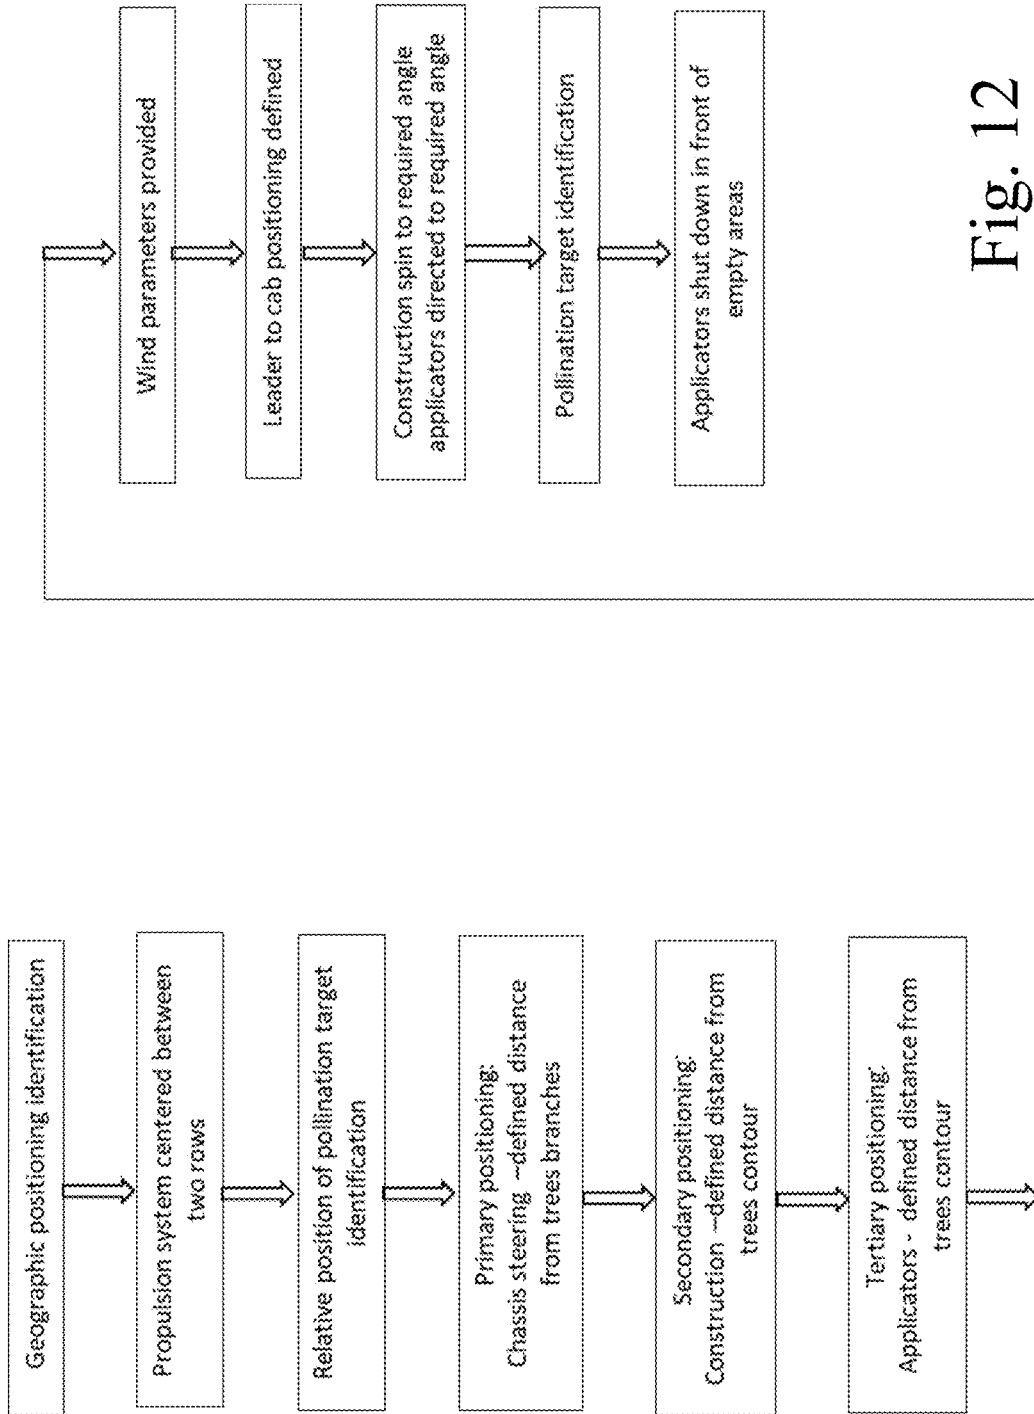 Geographic positioning identification
Propulsion system centered between
two rows
Relative position of pollination target
identification
Primary positioning:
Chassis steering –defined distance
from trees branches
Secondary positioning:
Construction –defined distance from
trees contour
Tertiary positioning:
Applicators - defined distance from
trees contour
Wind parameters provided
Leader to cab positioning defined
Construction spin to required angle
applicators directed to required angle
Pollination target identification
Applicators shut down in front of
empty areas
Fig. 12